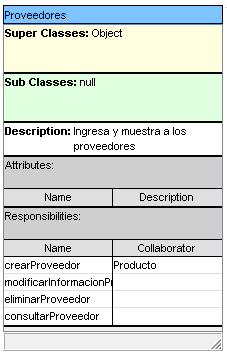 Proveedores
Super Classes: Object
Sub Classes: null
Description: Ingresa y muestra a los
proveedores
Attributes:
Name Description
Responsibilities:
Name Collaborator
crearProveedor Producto
modificarInformacionPr
eliminarProveedor
consultarProveedor